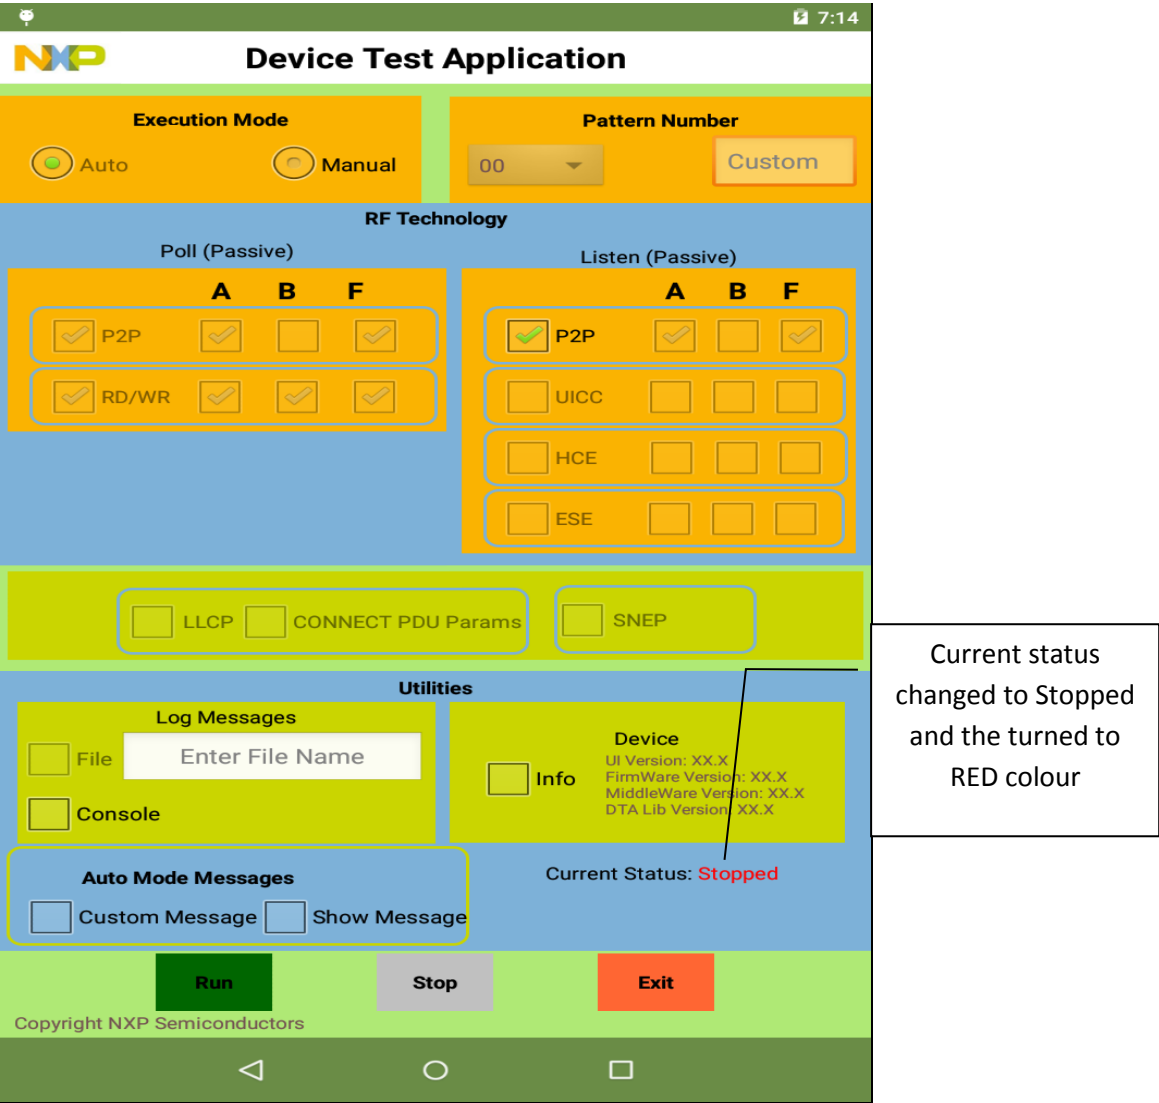 7:14
NXP
Device Test Application
Execution Mode
Auto
Manual
Pattern Number
00
Custom
RF Technology
Poll (Passive)
A B F
P2P
RD/WR
Listen (Passive)
A B F
P2P
UICC
HCE
ESE
LLCP
CONNECT PDU Params
SNEP
Utilities
Log Messages
File
Enter File Name
Console
Device
Info
UI Version: XX.X
FirmWare Version: XX.X
MiddleWare Version: XX.X
DTA Lib Version: XX.X
Auto Mode Messages
Custom Message
Show Message
Current Status: Stopped
Run
Stop
Exit
Copyright NXP Semiconductors
Current status
changed to Stopped
and the turned to
RED colour